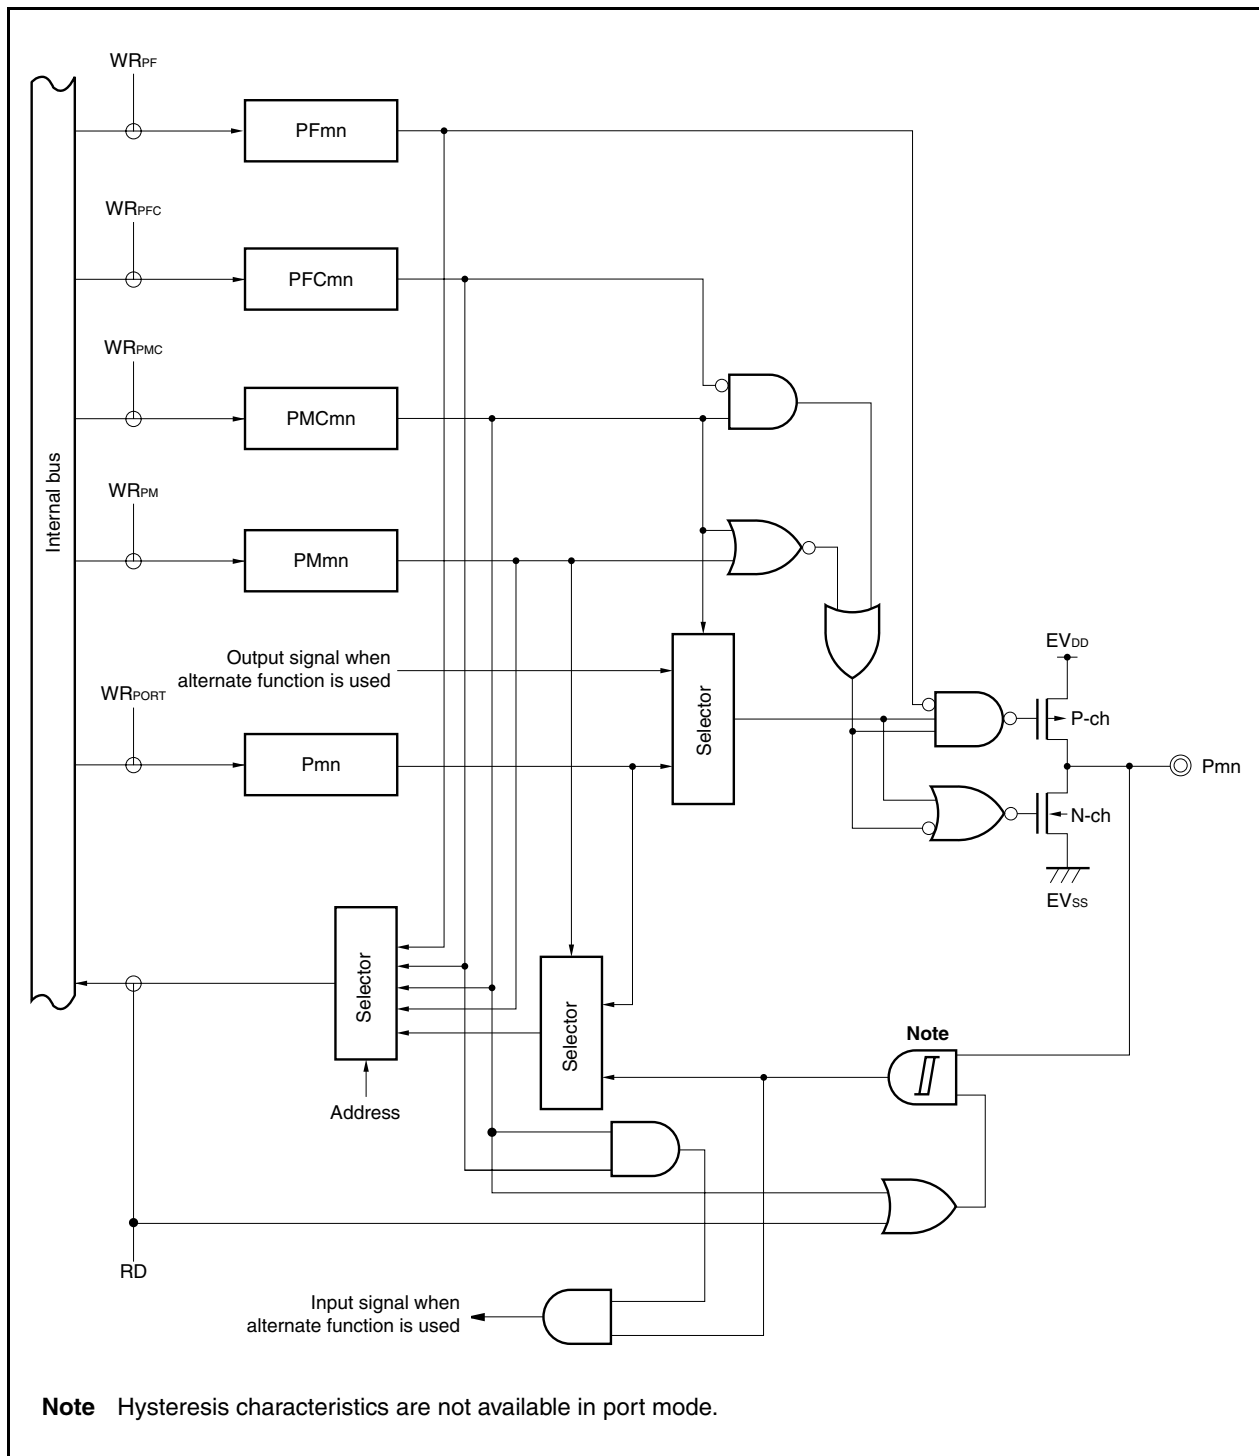 WRPF
PFmn
WRPFC
PFCmn
WRPMC
PMCmn
Internal bus
WRPM
PMmn
Output signal when
alternate function is used
Selector
EVDD
P-ch
WRPORT
Pmn
Pmn
N-ch
EVSS
Selector
Selector
Note
Address
RD
Input signal when
alternate function is used
Note Hysteresis characteristics are not available in port mode.